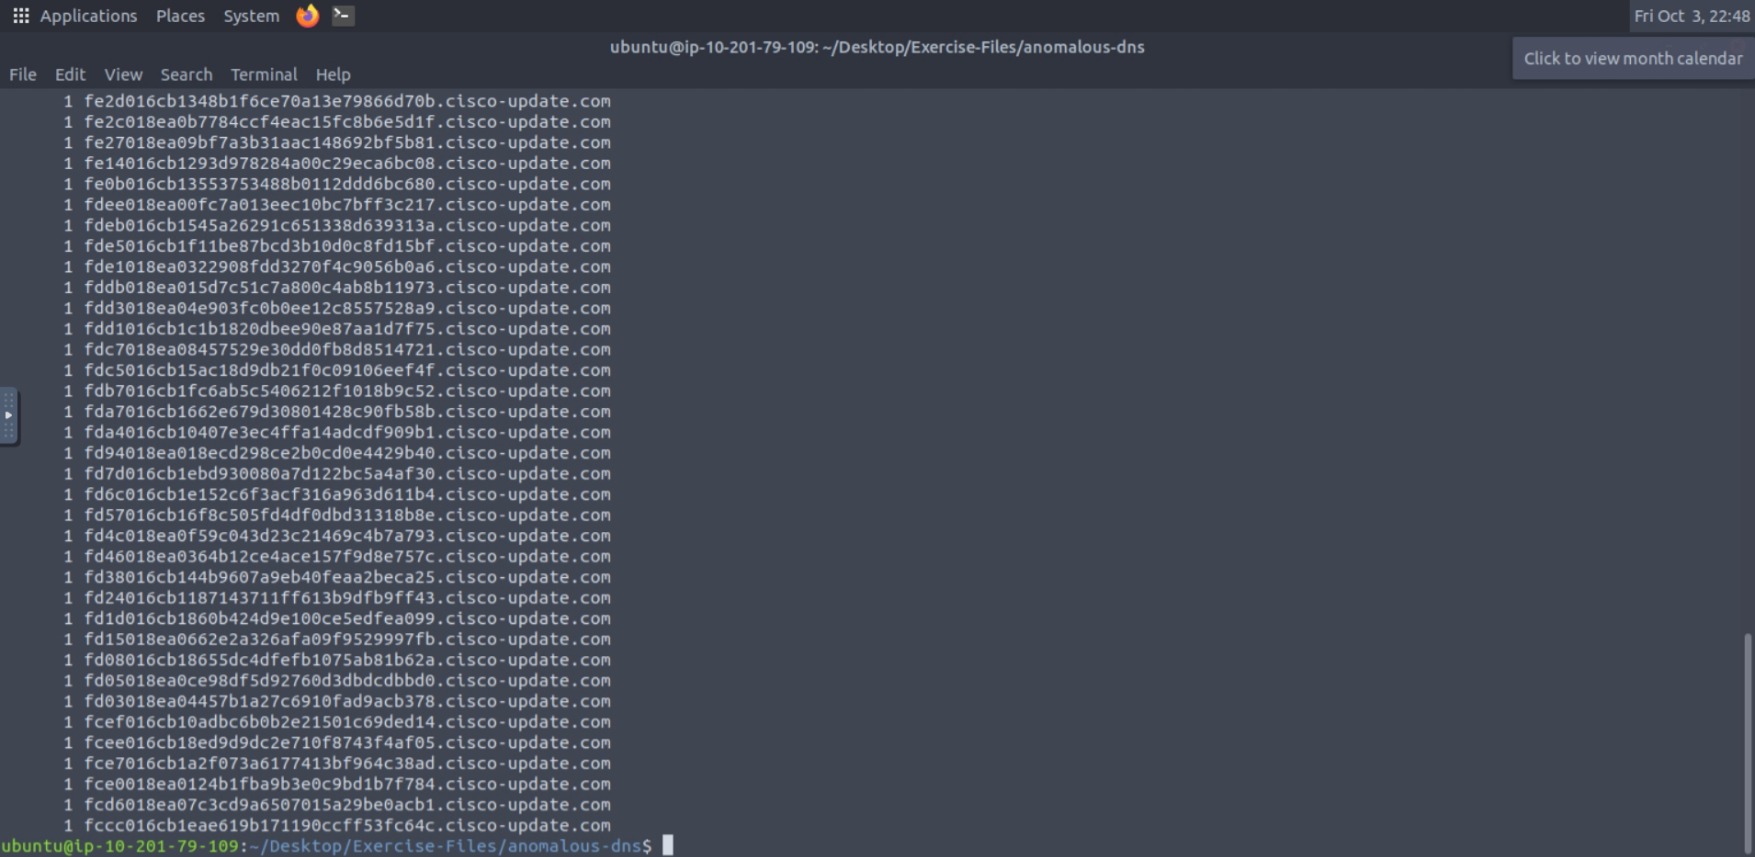 Applications Places System Fri Oct 3, 22:48
ubuntu@ip-10-201-79-109: ~/Desktop/Exercise-Files/anomalous-dns
Click to view month calendar
File Edit View Search Terminal Help
1 fe2d016cb1348b1f6ce70a13e79866d70b.cisco-update.com
1 fe2c018ea0b7784ccf4eac15fc8b6e5d1f.cisco-update.com
1 fe27018ea09bf7a3b31aac148692bf5b81.cisco-update.com
1 fe14016cb1293d978284a00c29eca6bc08.cisco-update.com
1 fe0b016cb13553753488b0112ddd6bc680.cisco-update.com
1 fdee018ea00fc7a013eec10bc7bff3c217.cisco-update.com
1 fdeb016cb1545a26291c651338d639313a.cisco-update.com
1 fde5016cb1f11be87bcd3b10d0c8fd15bf.cisco-update.com
1 fde1018ea0322908fdd3270f4c9056b0a6.cisco-update.com
1 fddb018ea015d7c51c7a800c4ab8b11973.cisco-update.com
1 fdd3018ea04e903fc0b0ee12c8557528a9.cisco-update.com
1 fdd1016cb1c1b1820dbee90e87aa1d7f75.cisco-update.com
1 fdc7018ea08457529e30dd0fb8d8514721.cisco-update.com
1 fdc5016cb15ac18d9db21f0c09106eef4f.cisco-update.com
1 fdb7016cb1fc6ab5c5406212f1018b9c52.cisco-update.com
1 fda7016cb1662e679d30801428c90fb58b.cisco-update.com
1 fda4016cb10407e3ec4ffa14adcdf909b1.cisco-update.com
1 fd94018ea018ecd298ce2b0cd0e4429b40.cisco-update.com
1 fd7d016cb1ebd930080a7d122bc5a4af30.cisco-update.com
1 fd6c016cb1e152c6f3acf316a963d611b4.cisco-update.com
1 fd57016cb16f8c505fd4df0dbd31318b8e.cisco-update.com
1 fd4c018ea0f59c043d23c21469c4b7a793.cisco-update.com
1 fd46018ea0364b12ce4ace157f9d8e757c.cisco-update.com
1 fd38016cb144b9607a9eb40feaa2beca25.cisco-update.com
1 fd24016cb1187143711ff613b9dfb9ff43.cisco-update.com
1 fd1d016cb1860b424d9e100ce5edfea099.cisco-update.com
1 fd15018ea0662e2a326afa09f9529997fb.cisco-update.com
1 fd08016cb18655dc4dfefb1075ab81b62a.cisco-update.com
1 fd05018ea0ce98df5d92760d3dbdcdbbd0.cisco-update.com
1 fd03018ea04457b1a27c6910fad9acb378.cisco-update.com
1 fcef016cb10adbc6b0b2e21501c69ded14.cisco-update.com
1 fcee016cb18ed9d9dc2e710f8743f4af05.cisco-update.com
1 fce7016cb1a2f073a6177413bf964c38ad.cisco-update.com
1 fce0018ea0124b1fba9b3e0c9bd1b7f784.cisco-update.com
1 fcd6018ea07c3cd9a6507015a29be0acb1.cisco-update.com
1 fccc016cb1eae619b171190ccff53fc64c.cisco-update.com
ubuntu@ip-10-201-79-109:~/Desktop/Exercise-Files/anomalous-dns$